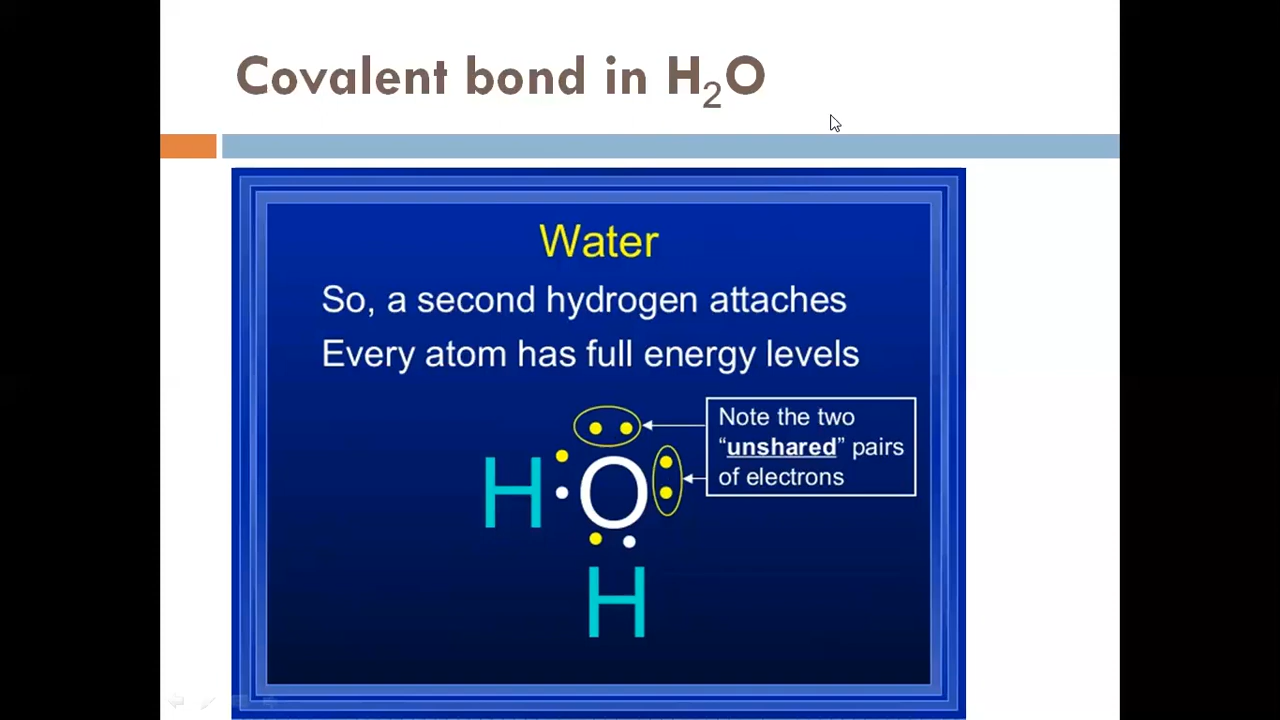 Covalent bond in H₂O
Water
So, a second hydrogen attaches
Every atom has full energy levels
Note the two
“unshared” pairs
of electrons
H O
H